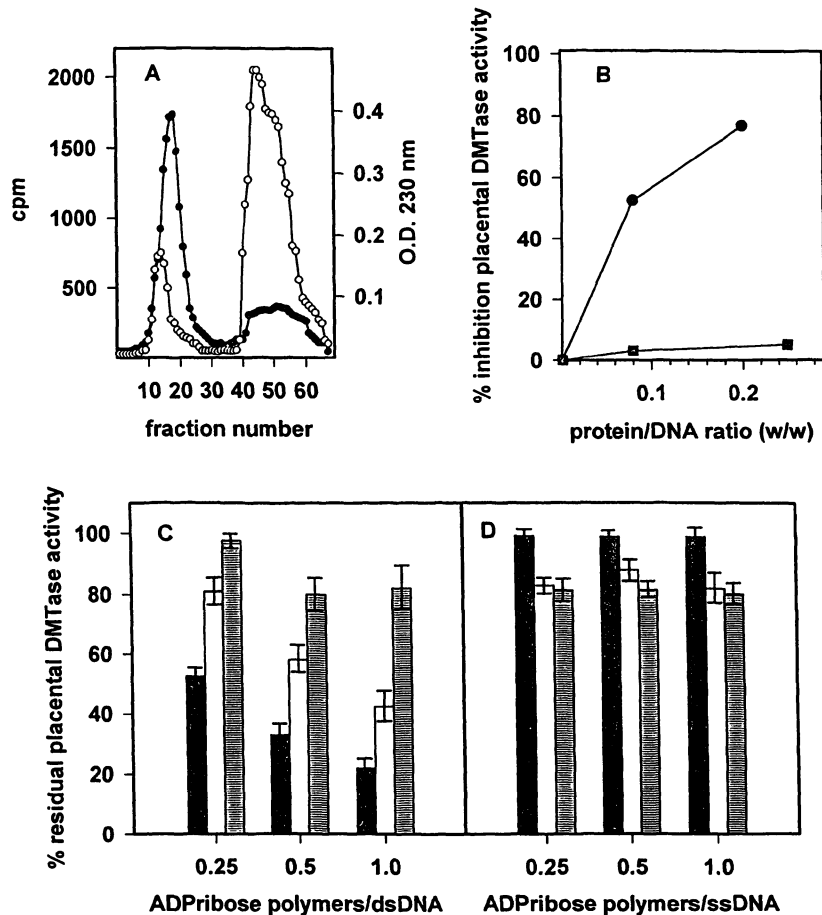 A
cpm
2000
1500
1000
500
0.4
0.3
0.2
0.1
O.D. 230 nm
10 20 30 40 50 60
fraction number
B
% inhibition placental DMTase activity
100
80
60
40
20
0
0.1 0.2
protein/DNA ratio (w/w)
C
% residual placental DMTase activity
100
80
60
40
20
0
0.25 0.5 1.0
ADPribose polymers/dsDNA
D
0.25 0.5 1.0
ADPribose polymers/ssDNA